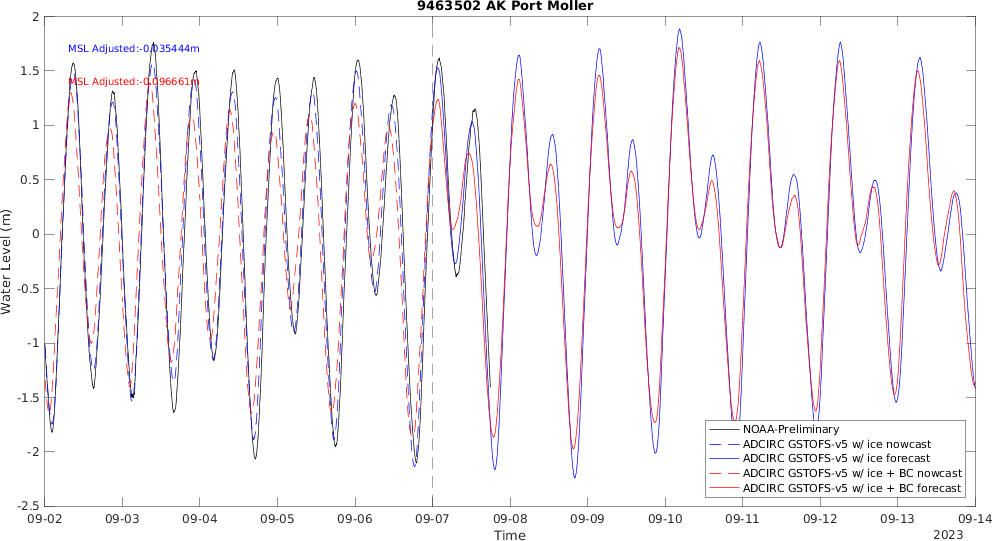 9463502 AK Port Moller
MSL Adjusted:-0.035444m
MSL Adjusted:-0.096661m
Water Level (m)
2
1.5
1
0.5
0
-0.5
-1
-1.5
-2
-2.5
NOAA-Preliminary
ADCIRC GSTOFS-v5 w/ ice nowcast
ADCIRC GSTOFS-v5 w/ ice forecast
ADCIRC GSTOFS-v5 w/ ice + BC nowcast
ADCIRC GSTOFS-v5 w/ ice + BC forecast
09-02 09-03 09-04 09-05 09-06 09-07 09-08 09-09 09-10 09-11 09-12 09-13 09-14
Time
2023